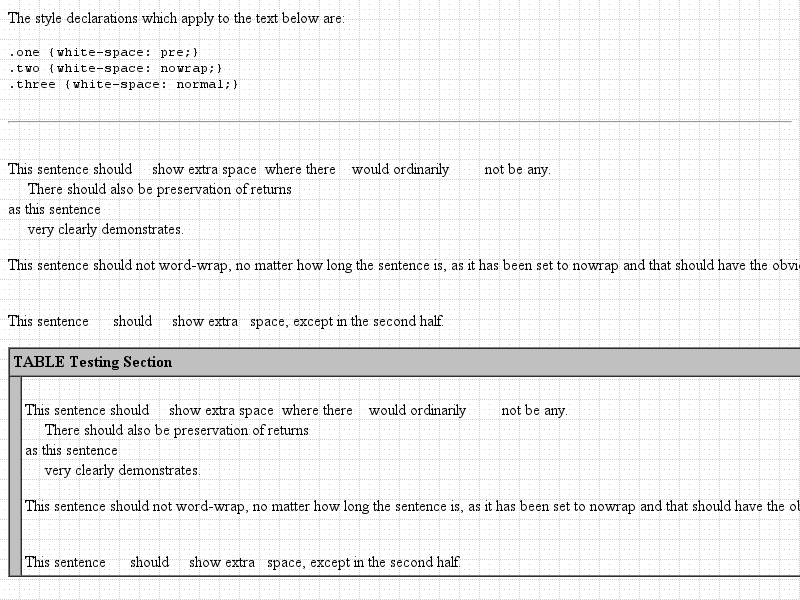 The style declarations which apply to the text below are:
.one {white-space: pre;}
.two {white-space: nowrap;}
.three {white-space: normal;}
This sentence should     show extra space  where there    would ordinarily         not be any.
     There should also be preservation of returns
as this sentence
     very clearly demonstrates.
This sentence should not word-wrap, no matter how long the sentence is, as it has been set to nowrap and that should have the
This sentence      should     show extra   space, except in the second half.
TABLE Testing Section
This sentence should     show extra space  where there    would ordinarily         not be any.
     There should also be preservation of returns
as this sentence
     very clearly demonstrates.
This sentence should not word-wrap, no matter how long the sentence is, as it has been set to nowrap and that should have the
This sentence      should     show extra   space, except in the second half.